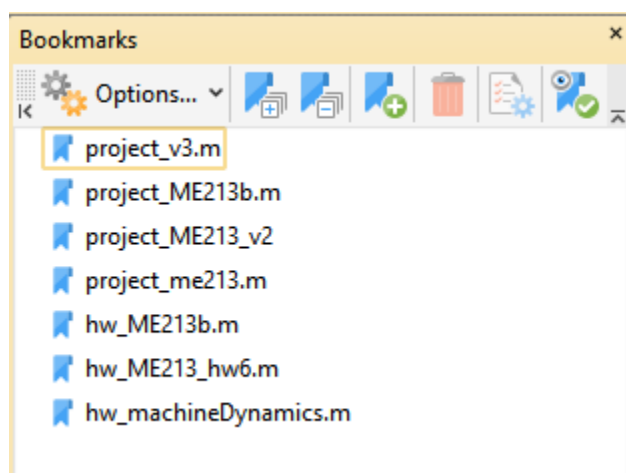 Bookmarks
Options...
project_v3.m
project_ME213b.m
project_ME213_v2
project_me213.m
hw_ME213b.m
hw_ME213_hw6.m
hw_machineDynamics.m